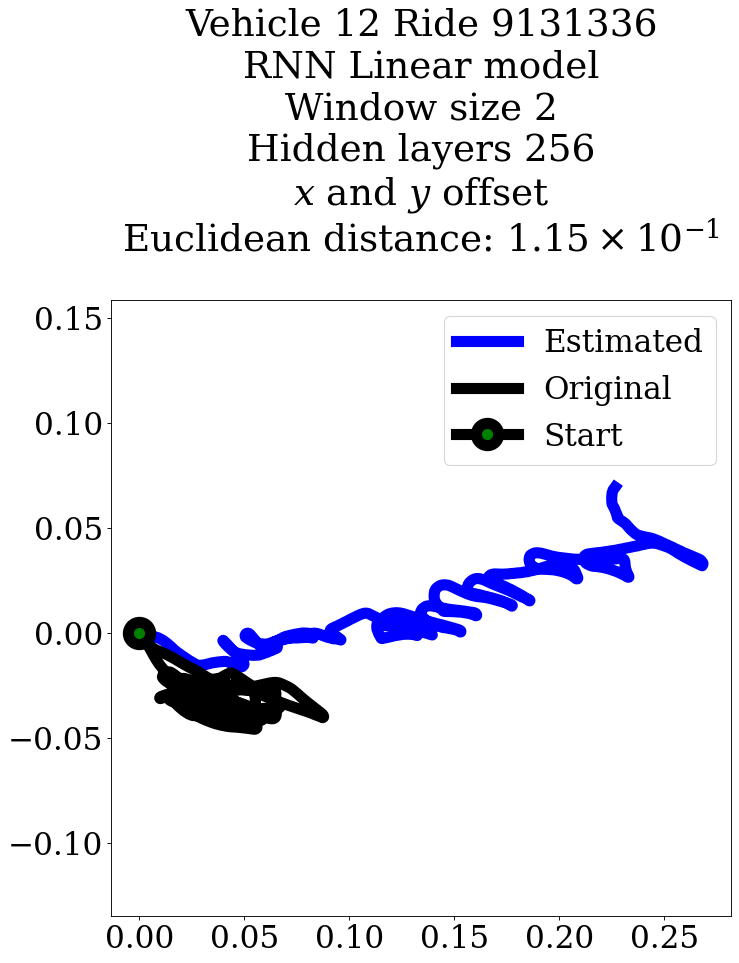 Vehicle 12 Ride 9131336
RNN Linear model
Window size 2
Hidden layers 256
x and y offset
Euclidean distance: 1.15 × 10⁻¹
Estimated
Original
Start
0.15
0.10
0.05
0.00
−0.05
−0.10
0.00 0.05 0.10 0.15 0.20 0.25